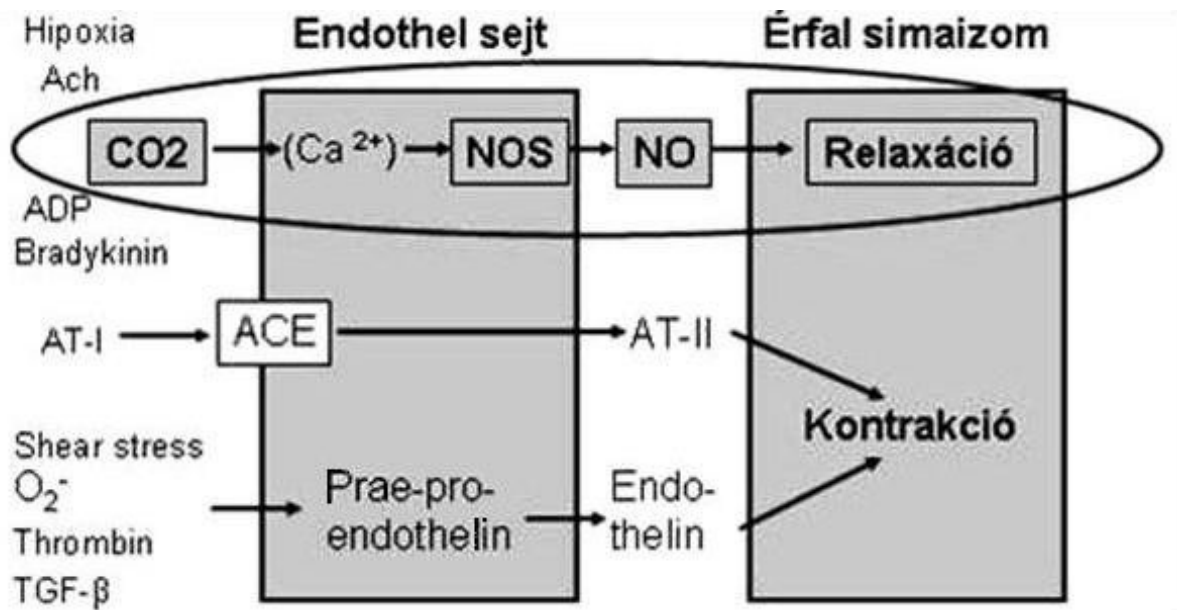 Hipoxia
Endothel sejt
Érfal simaizom
Ach
CO2
(Ca 2+)
NOS
NO
Relaxáció
ADP
Bradykinin
AT-I
ACE
AT-II
Kontrakció
Shear stress
O2-
Thrombin
TGF-β
Prae-pro-
endothelin
Endo-
thelin